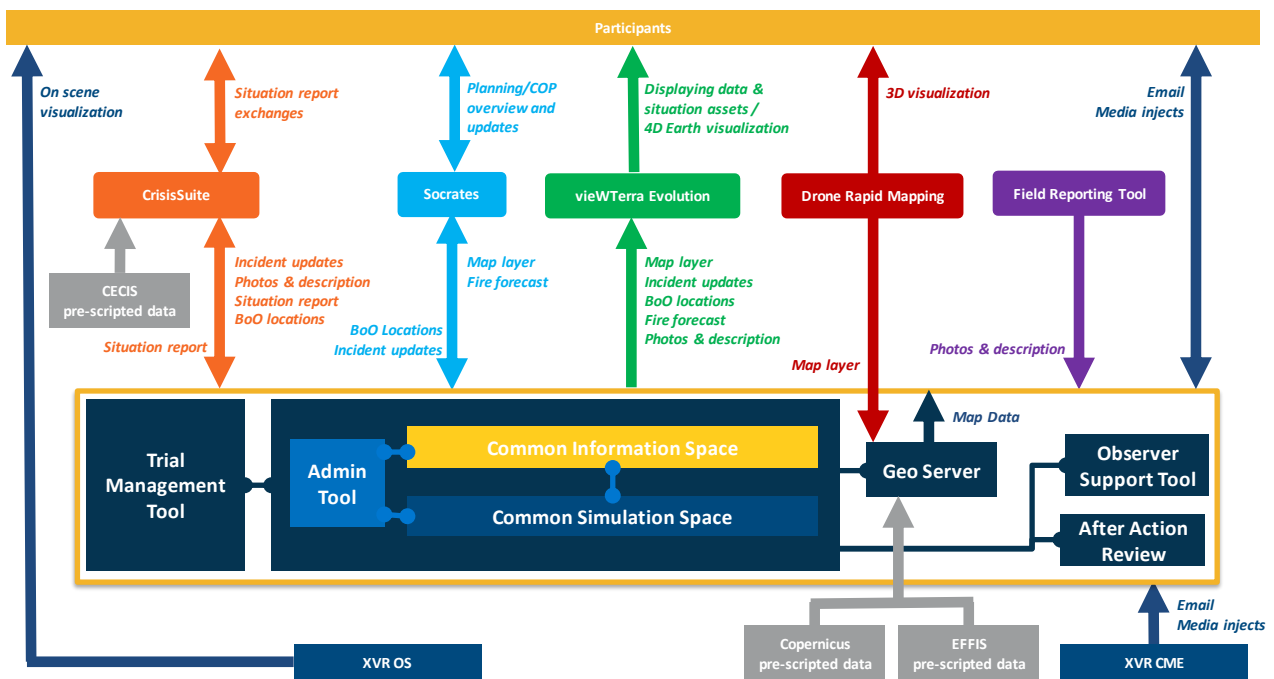 Participants
On scene
visualization
Situation report
exchanges
Planning/COP
overview and
updates
Displaying data &
situation assets /
4D Earth visualization
3D visualization
Email
Media injects
CrisisSuite
Socrates
vieWTerra Evolution
Drone Rapid Mapping
Field Reporting Tool
CECIS
pre-scripted data
Incident updates
Photos & description
Situation report
BoO locations
Situation report
Map layer
Fire forecast
BoO Locations
Incident updates
Map layer
Incident updates
BoO locations
Fire forecast
Photos & description
Map layer
Photos & description
Map Data
Trial
Management
Tool
Admin
Tool
Common Information Space
Common Simulation Space
Geo Server
Observer
Support Tool
After Action
Review
Email
Media injects
Copernicus
pre-scripted data
EFFIS
pre-scripted data
XVR OS
XVR CME